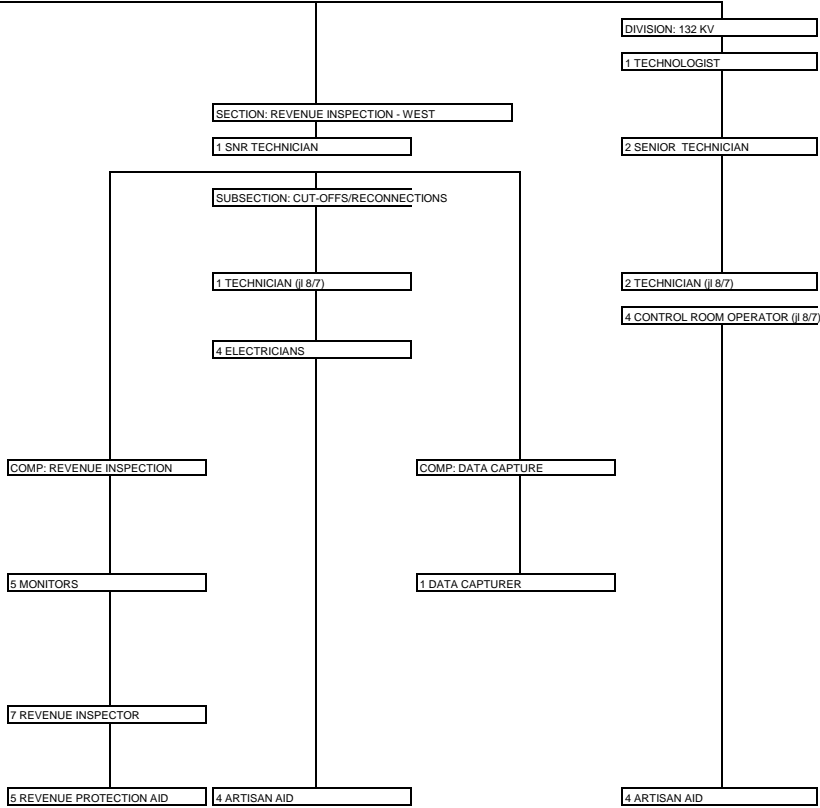 DIVISION: 132 KV
1 TECHNOLOGIST
SECTION: REVENUE INSPECTION - WEST
1 SNR TECHNICIAN
2 SENIOR TECHNICIAN
SUBSECTION: CUT-OFFS/RECONNECTIONS
1 TECHNICIAN (jl 8/7)
2 TECHNICIAN (jl 8/7)
4 CONTROL ROOM OPERATOR (jl 8/7)
4 ELECTRICIANS
COMP: REVENUE INSPECTION
COMP: DATA CAPTURE
5 MONITORS
1 DATA CAPTURER
7 REVENUE INSPECTOR
5 REVENUE PROTECTION AID
4 ARTISAN AID
4 ARTISAN AID